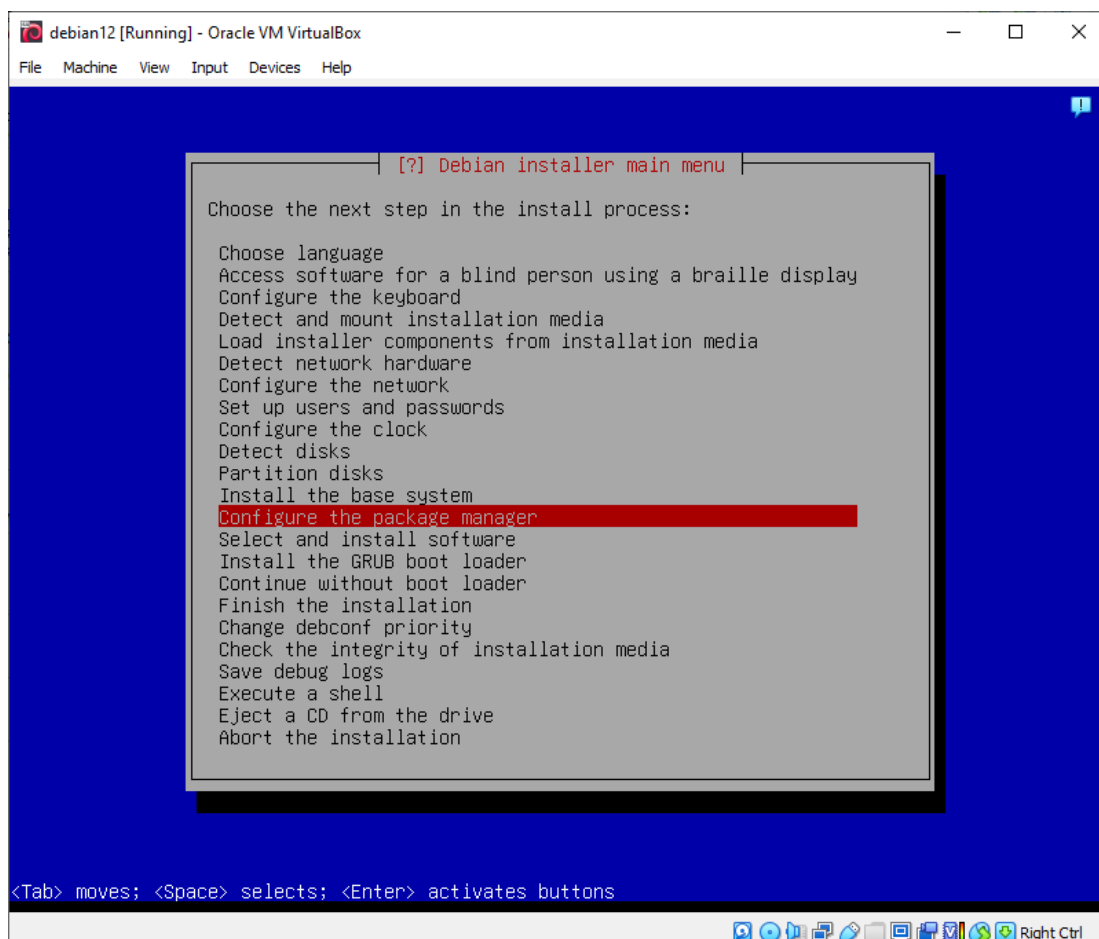 debian12 [Running] - Oracle VM VirtualBox
File Machine View Input Devices Help
[?] Debian installer main menu
Choose the next step in the install process:
Choose language
Access software for a blind person using a braille display
Configure the keyboard
Detect and mount installation media
Load installer components from installation media
Detect network hardware
Configure the network
Set up users and passwords
Configure the clock
Detect disks
Partition disks
Install the base system
Configure the package manager
Select and install software
Install the GRUB boot loader
Continue without boot loader
Finish the installation
Change debconf priority
Check the integrity of installation media
Save debug logs
Execute a shell
Eject a CD from the drive
Abort the installation
<Tab> moves; <Space> selects; <Enter> activates buttons
Right Ctrl